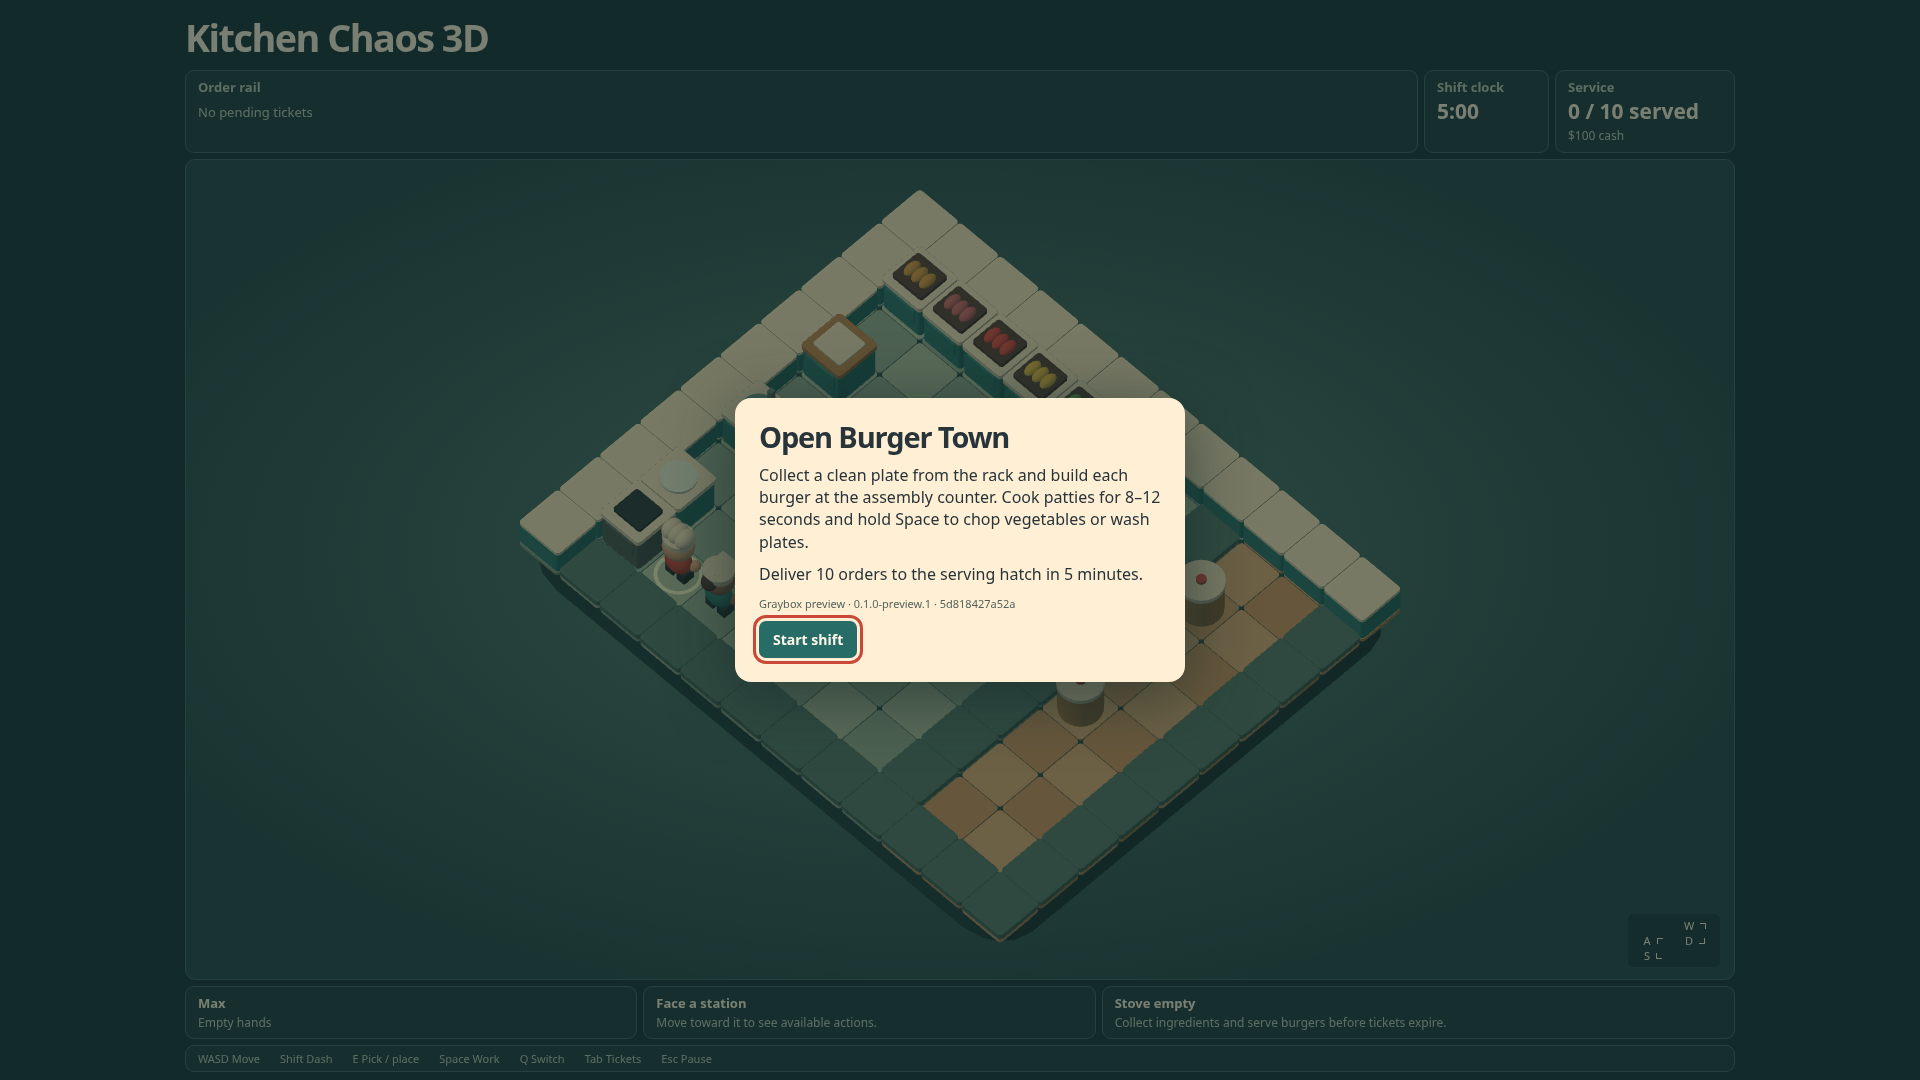 Kitchen Chaos 3D
Order rail
No pending tickets
Shift clock
5:00
Service
0 / 10 served
$100 cash
Open Burger Town
Collect a clean plate from the rack and build each
burger at the assembly counter. Cook patties for 8–12
seconds and hold Space to chop vegetables or wash
plates.
Deliver 10 orders to the serving hatch in 5 minutes.
Graybox preview · 0.1.0-preview.1 · 5d818427a52a
Start shift
W ¬
A ⌜ D ⌟
S ⌞
Max
Empty hands
Face a station
Move toward it to see available actions.
Stove empty
Collect ingredients and serve burgers before tickets expire.
WASD Move Shift Dash E Pick / place Space Work Q Switch Tab Tickets Esc Pause